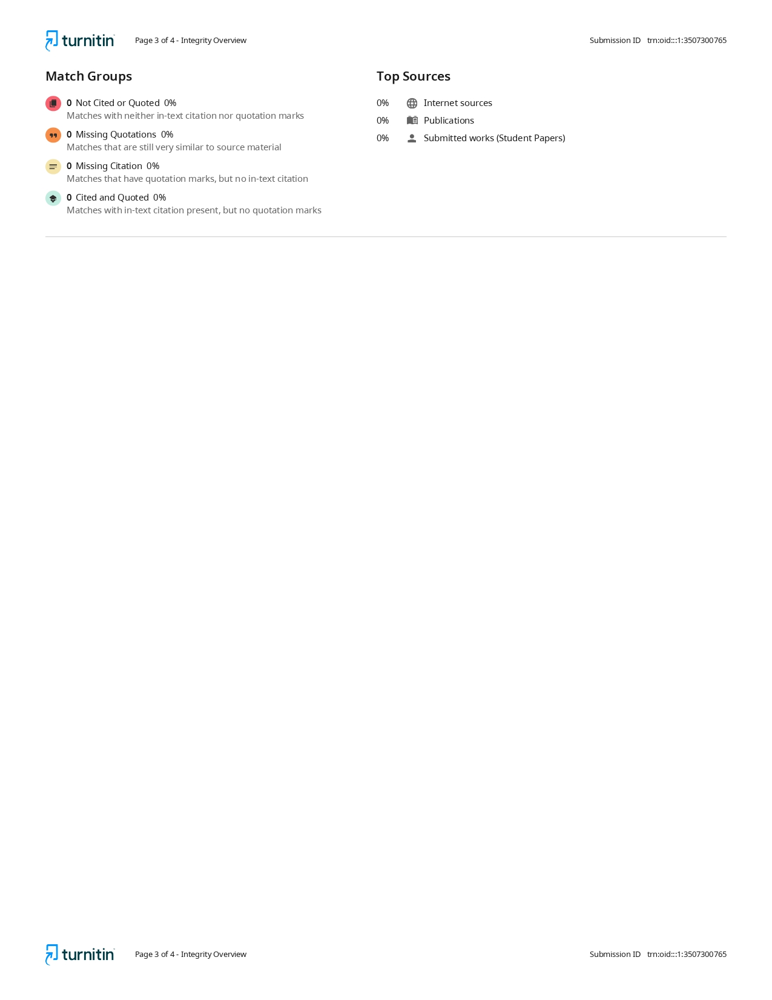 turnitin Page 3 of 4 - Integrity Overview Submission ID trn:oid:::1:3507300765
Match Groups
0 Not Cited or Quoted 0%
Matches with neither in-text citation nor quotation marks
0 Missing Quotations 0%
Matches that are still very similar to source material
0 Missing Citation 0%
Matches that have quotation marks, but no in-text citation
0 Cited and Quoted 0%
Matches with in-text citation present, but no quotation marks
Top Sources
0% Internet sources
0% Publications
0% Submitted works (Student Papers)
turnitin Page 3 of 4 - Integrity Overview Submission ID trn:oid:::1:3507300765